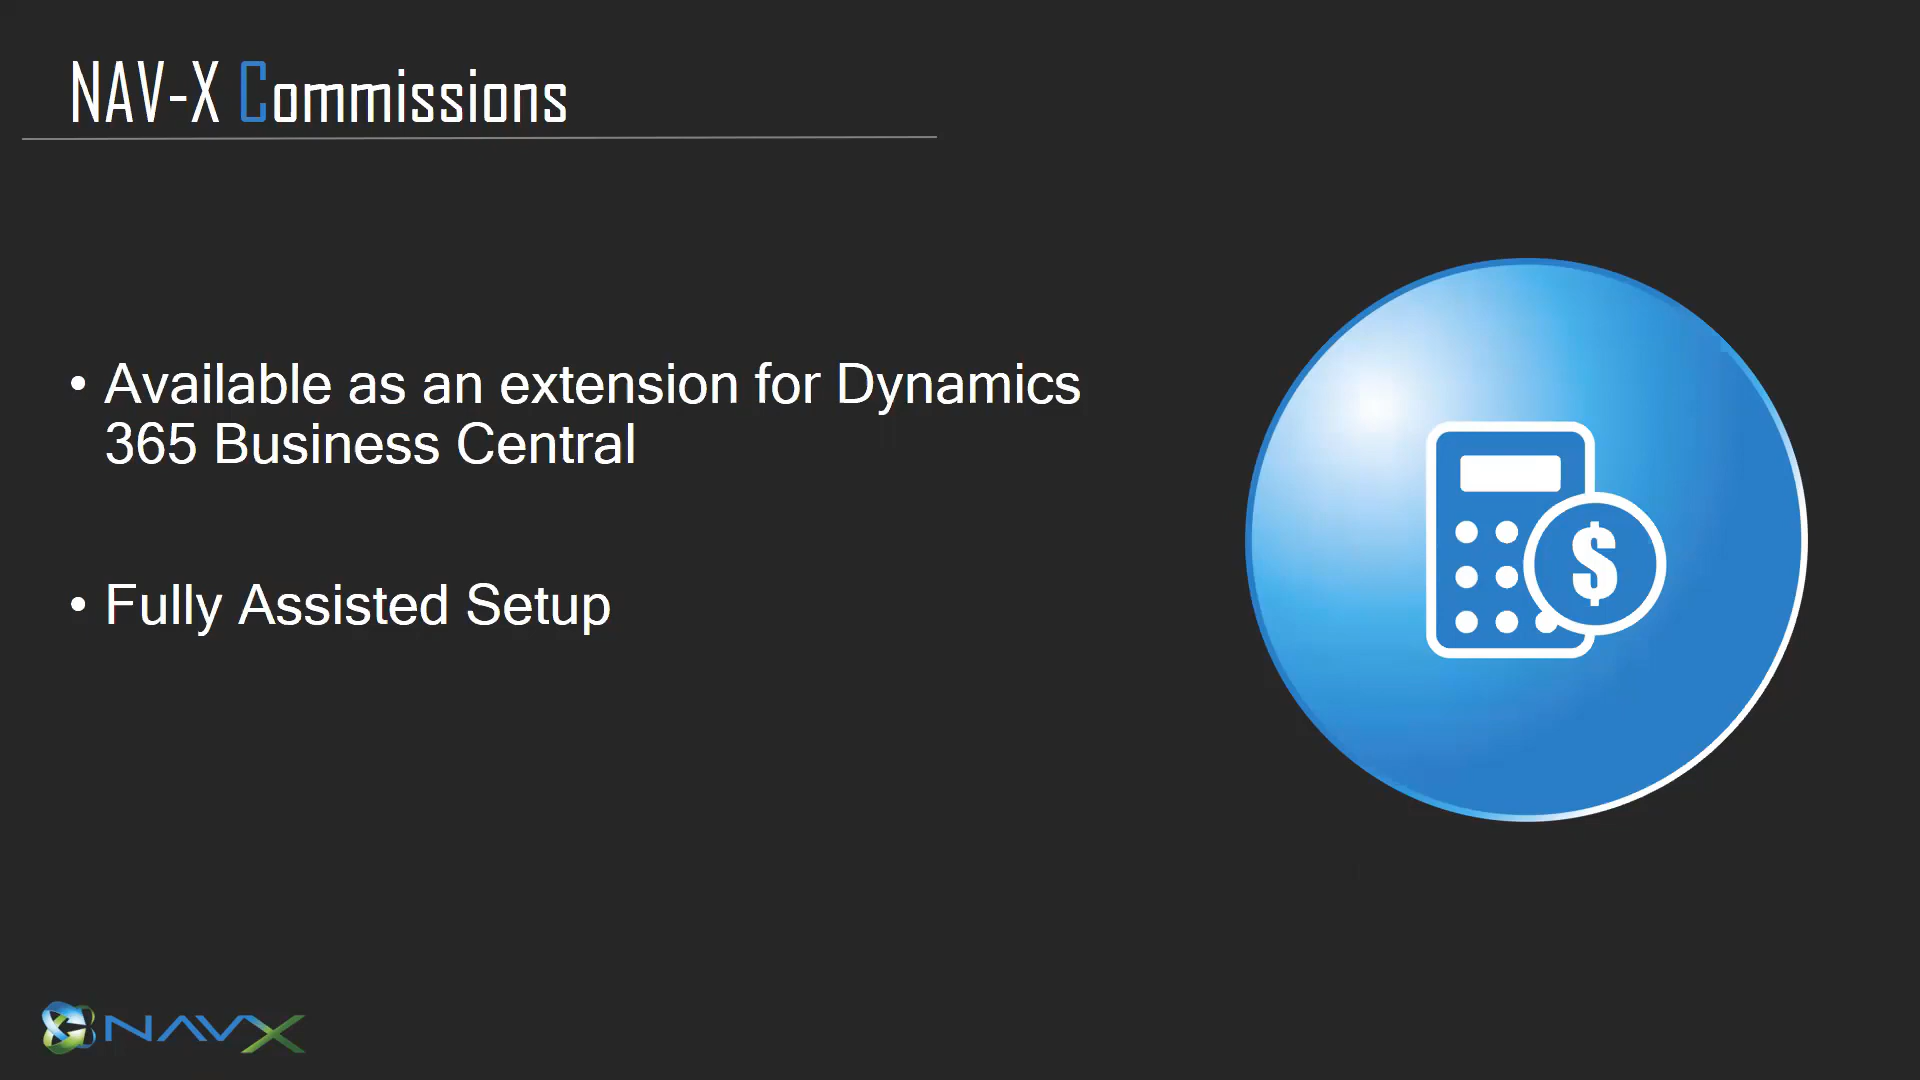 NAV-X Commissions
• Available as an extension for Dynamics
365 Business Central
• Fully Assisted Setup
$
NAVX